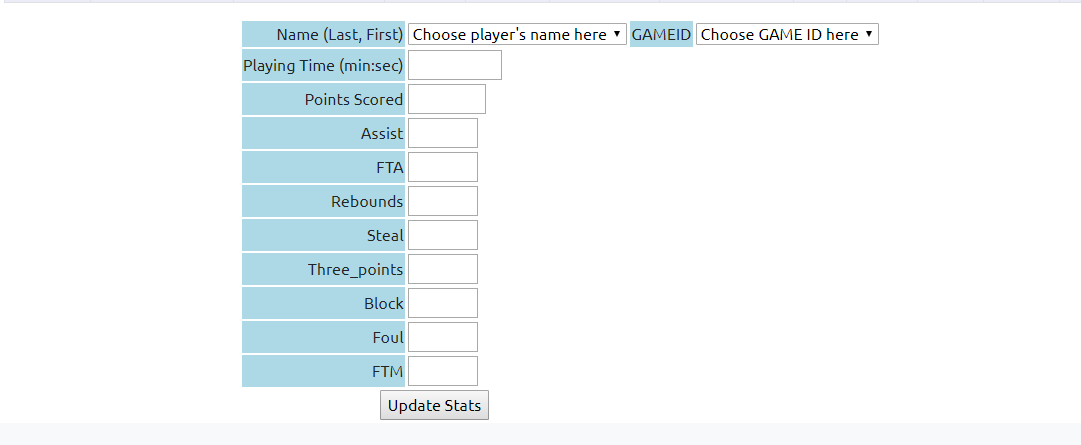 Name (Last, First) Choose player's name here GAMEID Choose GAME ID here
Playing Time (min:sec)
Points Scored
Assist
FTA
Rebounds
Steal
Three_points
Block
Foul
FTM
Update Stats